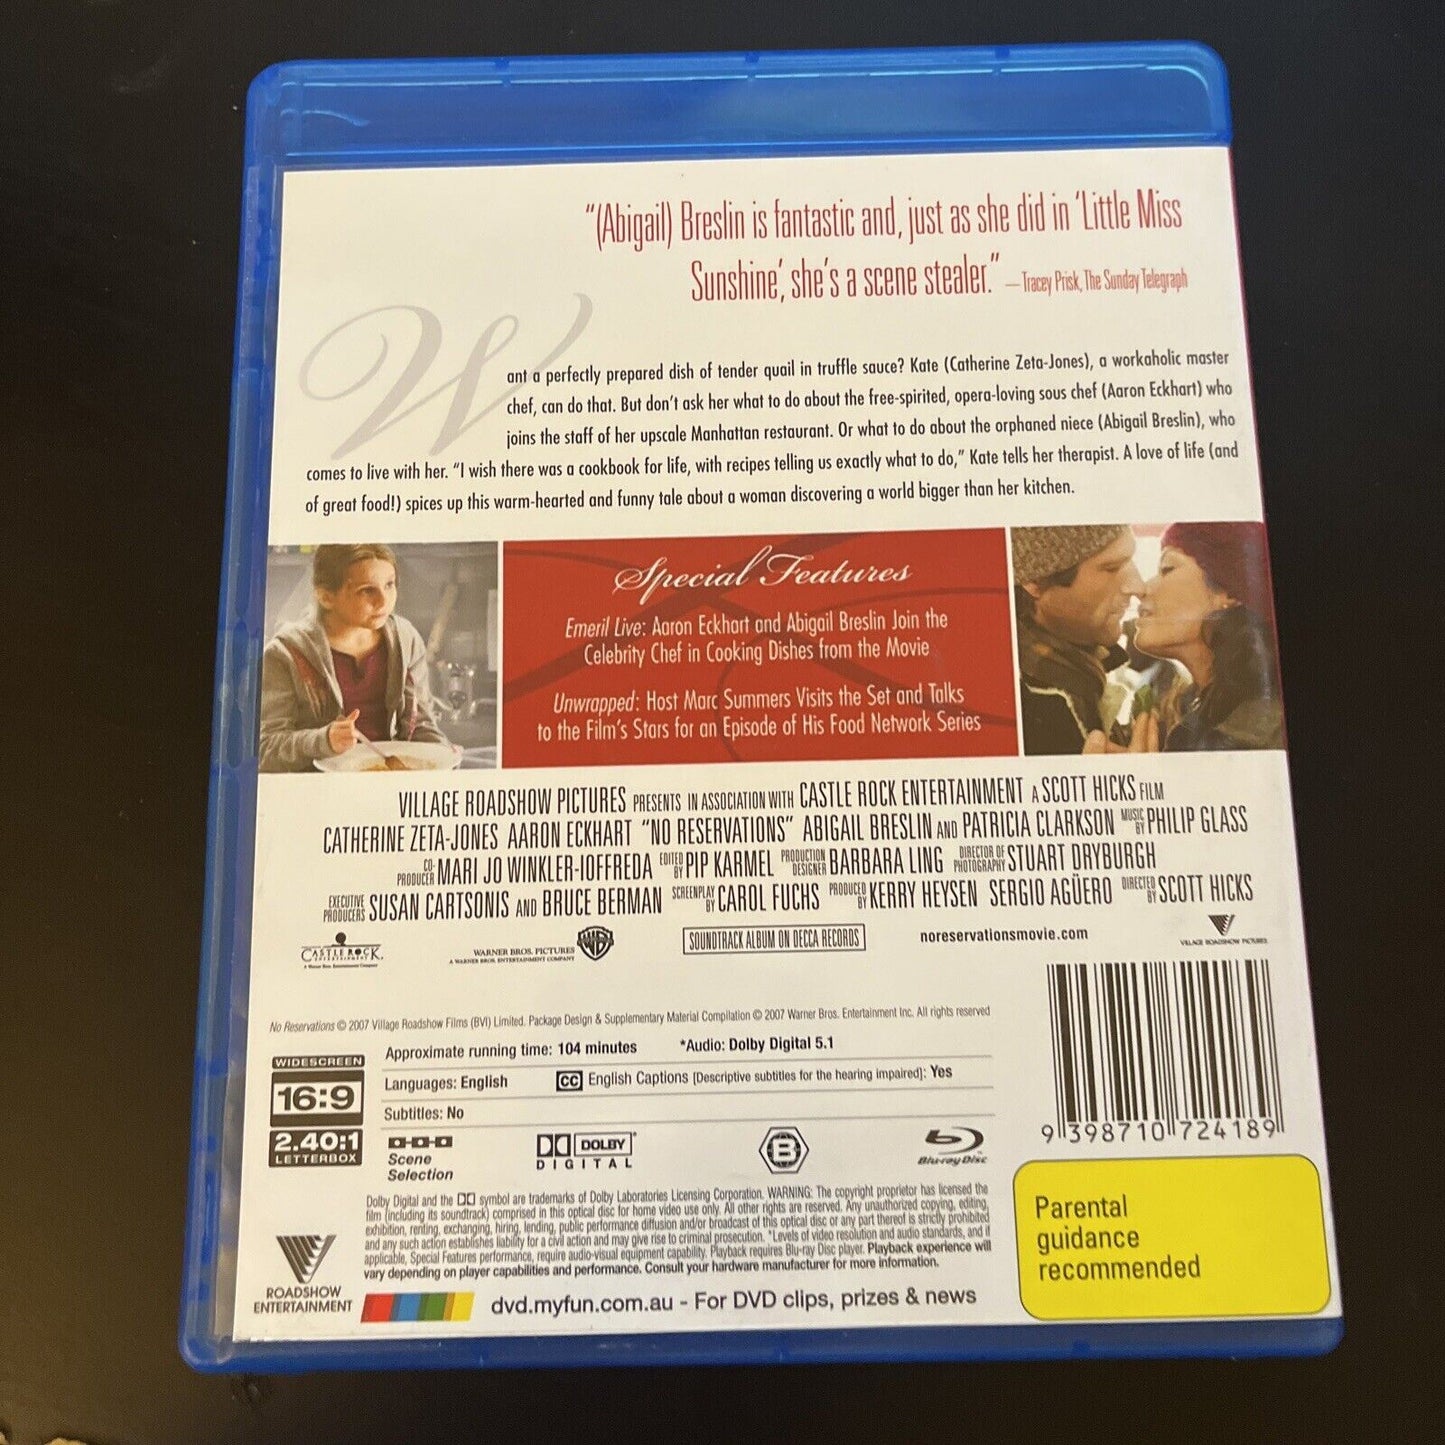 "(Abigail) Breslin is fantastic and, just as she did in 'Little Miss
Sunshine', she's a scene stealer." – Tracey Prisk, The Sunday Telegraph
Want a perfectly prepared dish of tender quail in truffle sauce? Kate (Catherine Zeta-Jones), a workaholic master
chef, can do that. But don't ask her what to do about the free-spirited, opera-loving sous chef (Aaron Eckhart) who
joins the staff of her upscale Manhattan restaurant. Or what to do about the orphaned niece (Abigail Breslin), who
comes to live with her. "I wish there was a cookbook for life, with recipes telling us exactly what to do," Kate tells her therapist. A love of life (and
of great food!) spices up this warm-hearted and funny tale about a woman discovering a world bigger than her kitchen.
Special Features
Emeril Live: Aaron Eckhart and Abigail Breslin Join the
Celebrity Chef in Cooking Dishes from the Movie
Unwrapped: Host Marc Summers Visits the Set and Talks
to the Film's Stars for an Episode of His Food Network Series
VILLAGE ROADSHOW PICTURES PRESENTS IN ASSOCIATION WITH CASTLE ROCK ENTERTAINMENT A SCOTT HICKS FILM
CATHERINE ZETA-JONES AARON ECKHART "NO RESERVATIONS" ABIGAIL BRESLIN AND PATRICIA CLARKSON MUSIC BY PHILIP GLASS
CO-PRODUCER MARI JO WINKLER-IOFFREDA EDITED BY PIP KARMEL PRODUCTION DESIGNER BARBARA LING DIRECTOR OF PHOTOGRAPHY STUART DRYBURGH
EXECUTIVE PRODUCERS SUSAN CARTSONIS AND BRUCE BERMAN SCREENPLAY BY CAROL FUCHS PRODUCED BY KERRY HEYSEN SERGIO AGÜERO DIRECTED BY SCOTT HICKS
CASTLE ROCK ENTERTAINMENT
A Warner Bros. Entertainment Company
WARNER BROS. PICTURES
A WARNER BROS. ENTERTAINMENT COMPANY
WB
SOUNDTRACK ALBUM ON DECCA RECORDS
noreservationsmovie.com
VILLAGE ROADSHOW PICTURES
No Reservations © 2007 Village Roadshow Films (BVI) Limited. Package Design & Supplementary Material Compilation © 2007 Warner Bros. Entertainment Inc. All rights reserved
WIDESCREEN
16:9
2.40:1
LETTERBOX
Approximate running time: 104 minutes *Audio: Dolby Digital 5.1
Languages: English CC English Captions [Descriptive subtitles for the hearing impaired]: Yes
Subtitles: No
Scene
Selection
DOLBY
DIGITAL
B
Blu-ray Disc
9 398710 724189
Dolby Digital and the symbol are trademarks of Dolby Laboratories Licensing Corporation. WARNING: The copyright proprietor has licensed the
film (including its soundtrack) comprised in this optical disc for home video use only. All other rights are reserved. Any unauthorized copying, editing,
exhibition, renting, exchanging, hiring, lending, public performance diffusion and/or broadcast of this optical disc or any part thereof is strictly prohibited
and any such action establishes liability for a civil action and may give rise to criminal prosecution. *Levels of video resolution and audio standards, and if
applicable, Special Features performance, require audio-visual equipment capability. Playback requires Blu-ray Disc player. Playback experience will
vary depending on player capabilities and performance. Consult your hardware manufacturer for more information.
ROADSHOW
ENTERTAINMENT
dvd.myfun.com.au - For DVD clips, prizes & news
Parental
guidance
recommended